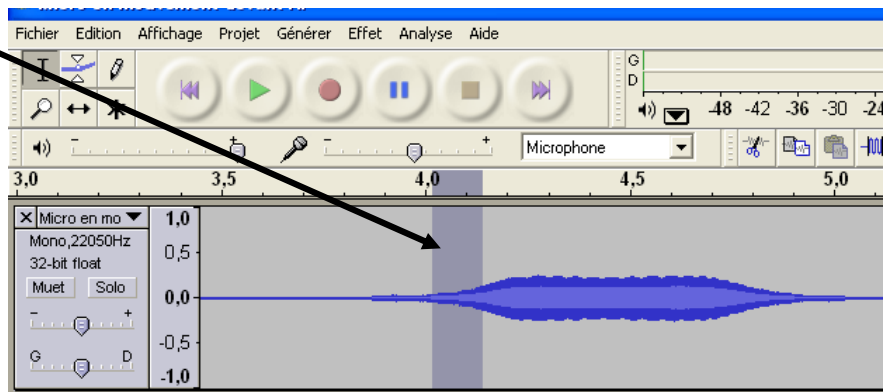 Fichier Edition Affichage Projet Générer Effet Analyse Aide
G
D
-48 -42 -36 -30 -24
- + - + Microphone
3,0 3,5 4,0 4,5 5,0
Micro en mo 1,0
Mono,22050Hz
32-bit float 0,5
Muet Solo
0,0
- +
-0,5
G D
-1,0